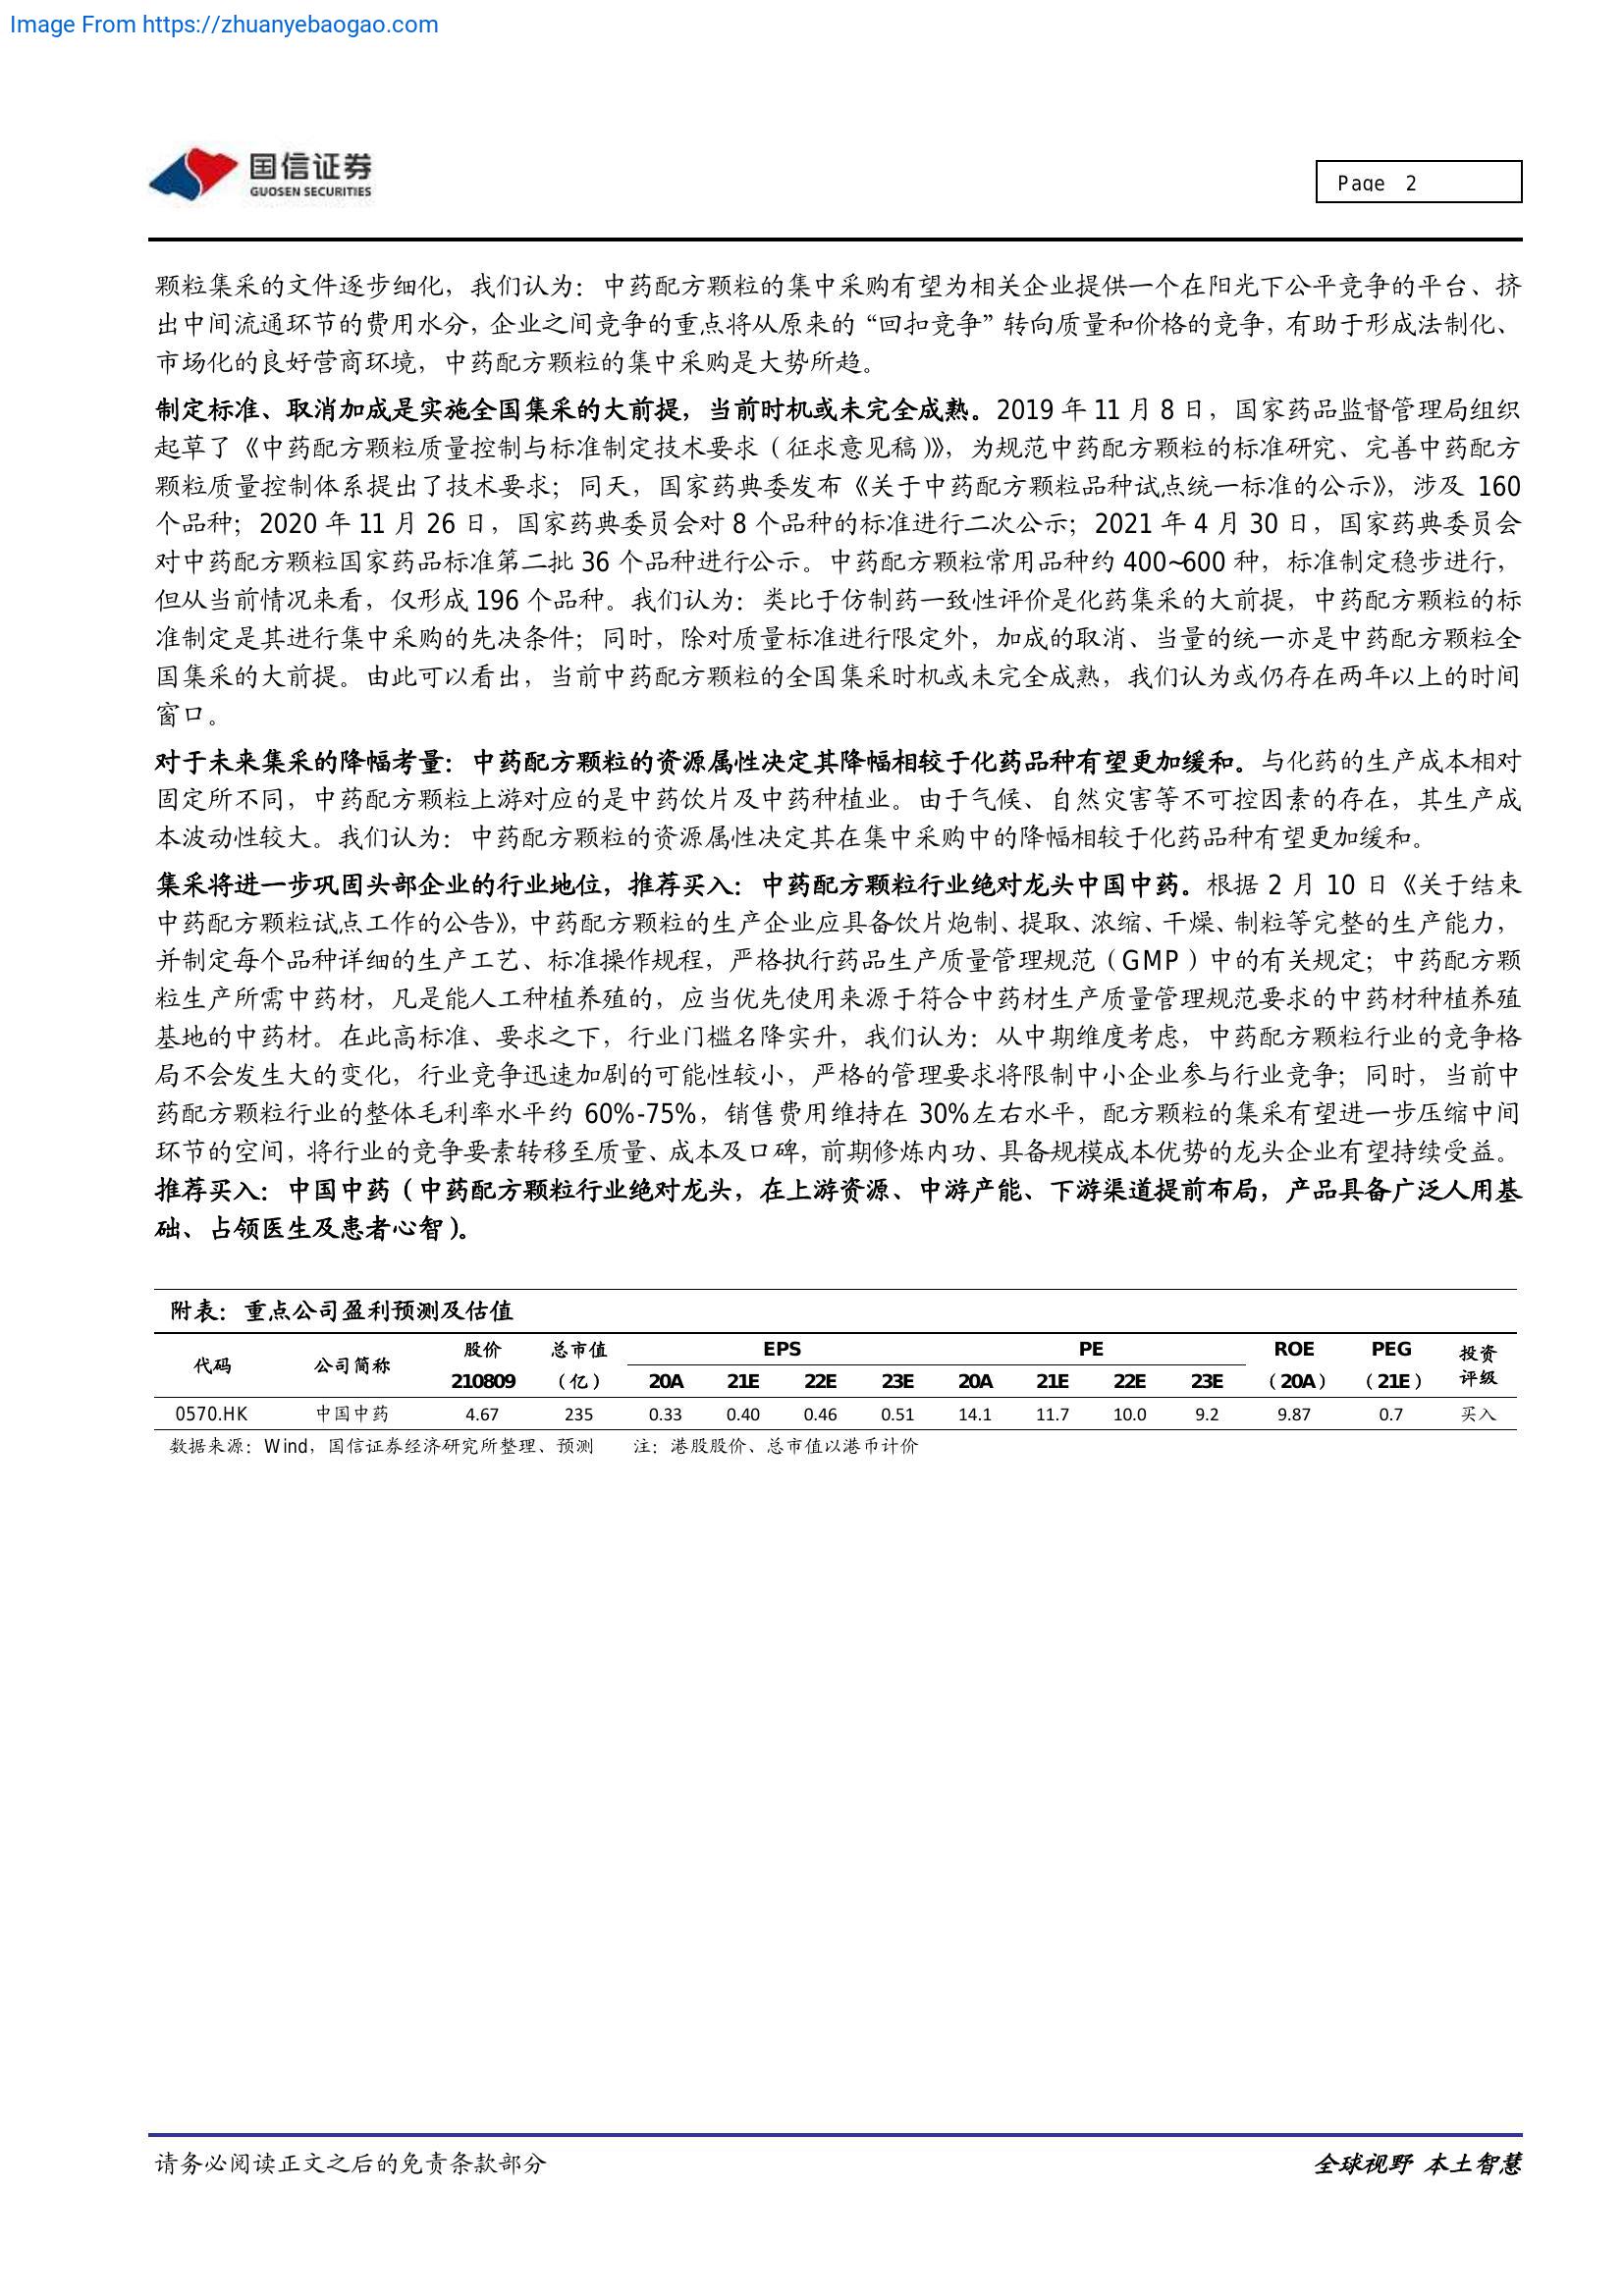 Image From https://zhuanyebaogao.com
国信证券
GUOSEN SECURITIES
Page 2
颗粒集采的文件逐步细化，我们认为：中药配方颗粒的集中采购有望为相关企业提供一个在阳光下公平竞争的平台、挤
出中间流通环节的费用水分，企业之间竞争的重点将从原来的“回扣竞争”转向质量和价格的竞争，有助于形成法制化、
市场化的良好营商环境，中药配方颗粒的集中采购是大势所趋。
制定标准、取消加成是实施全国集采的大前提，当前时机或未完全成熟。2019 年 11 月 8 日，国家药品监督管理局组织
起草了《中药配方颗粒质量控制与标准制定技术要求（征求意见稿）》，为规范中药配方颗粒的标准研究、完善中药配方
颗粒质量控制体系提出了技术要求；同天，国家药典委发布《关于中药配方颗粒品种试点统一标准的公示》，涉及 160
个品种；2020 年 11 月 26 日，国家药典委员会对 8 个品种的标准进行二次公示；2021 年 4 月 30 日，国家药典委员会
对中药配方颗粒国家药品标准第二批 36 个品种进行公示。中药配方颗粒常用品种约 400~600 种，标准制定稳步进行，
但从当前情况来看，仅形成 196 个品种。我们认为：类比于仿制药一致性评价是化药集采的大前提，中药配方颗粒的标
准制定是其进行集中采购的先决条件；同时，除对质量标准进行限定外，加成的取消、当量的统一亦是中药配方颗粒全
国集采的大前提。由此可以看出，当前中药配方颗粒的全国集采时机或未完全成熟，我们认为或仍存在两年以上的时间
窗口。
对于未来集采的降幅考量：中药配方颗粒的资源属性决定其降幅相较于化药品种有望更加缓和。与化药的生产成本相对
固定所不同，中药配方颗粒上游对应的是中药饮片及中药种植业。由于气候、自然灾害等不可控因素的存在，其生产成
本波动性较大。我们认为：中药配方颗粒的资源属性决定其在集中采购中的降幅相较于化药品种有望更加缓和。
集采将进一步巩固头部企业的行业地位，推荐买入：中药配方颗粒行业绝对龙头中国中药。根据 2 月 10 日《关于结束
中药配方颗粒试点工作的公告》，中药配方颗粒的生产企业应具备饮片炮制、提取、浓缩、干燥、制粒等完整的生产能力，
并制定每个品种详细的生产工艺、标准操作规程，严格执行药品生产质量管理规范（GMP）中的有关规定；中药配方颗
粒生产所需中药材，凡是能人工种植养殖的，应当优先使用来源于符合中药材生产质量管理规范要求的中药材种植养殖
基地的中药材。在此高标准、要求之下，行业门槛名降实升，我们认为：从中期维度考虑，中药配方颗粒行业的竞争格
局不会发生大的变化，行业竞争迅速加剧的可能性较小，严格的管理要求将限制中小企业参与行业竞争；同时，当前中
药配方颗粒行业的整体毛利率水平约 60%-75%，销售费用维持在 30%左右水平，配方颗粒的集采有望进一步压缩中间
环节的空间，将行业的竞争要素转移至质量、成本及口碑，前期修炼内功、具备规模成本优势的龙头企业有望持续受益。
推荐买入：中国中药（中药配方颗粒行业绝对龙头，在上游资源、中游产能、下游渠道提前布局，产品具备广泛人用基
础、占领医生及患者心智）。
附表：重点公司盈利预测及估值
代码 公司简称 股价 总市值 EPS PE ROE PEG 投资
210809 （亿） 20A 21E 22E 23E 20A 21E 22E 23E （20A） （21E） 评级
0570.HK 中国中药 4.67 235 0.33 0.40 0.46 0.51 14.1 11.7 10.0 9.2 9.87 0.7 买入
数据来源：Wind，国信证券经济研究所整理、预测 注：港股股价、总市值以港币计价
请务必阅读正文之后的免责条款部分 全球视野 本土智慧